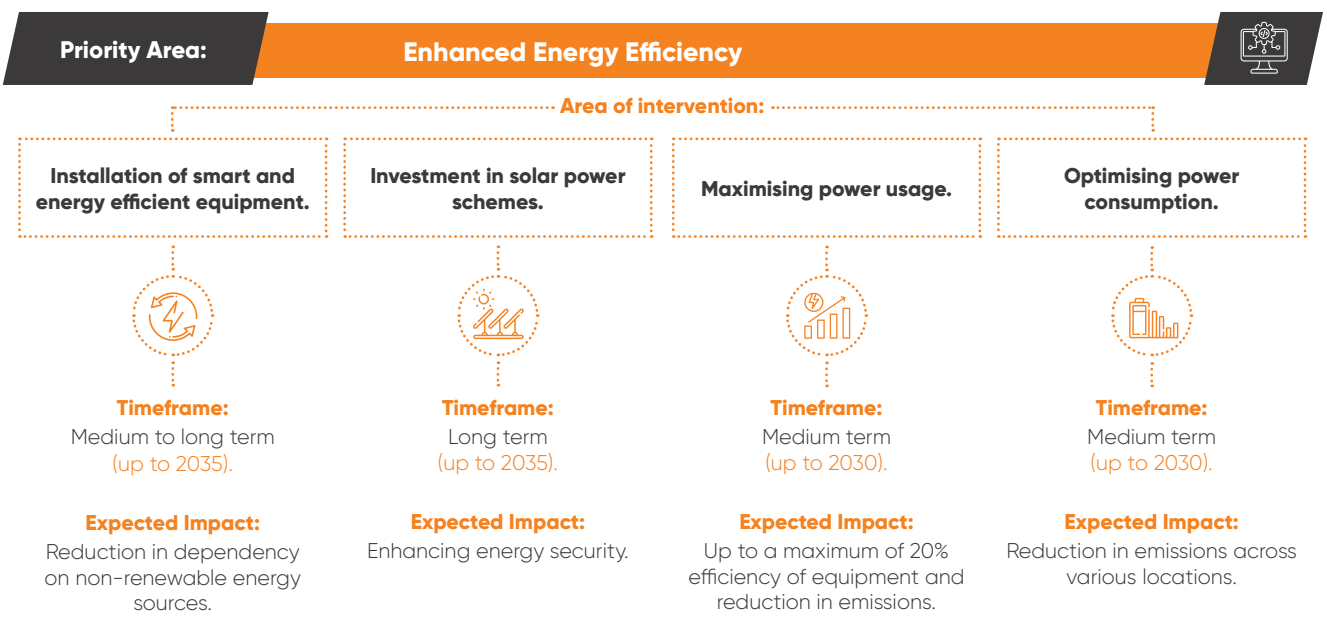 Priority Area:
Enhanced Energy Efficiency
Area of intervention:
Installation of smart and
energy efficient equipment.
Timeframe:
Medium to long term
(up to 2035).
Expected Impact:
Reduction in dependency
on non-renewable energy
sources.
Investment in solar power
schemes.
Timeframe:
Long term
(up to 2035).
Expected Impact:
Enhancing energy security.
Maximising power usage.
Timeframe:
Medium term
(up to 2030).
Expected Impact:
Up to a maximum of 20%
efficiency of equipment and
reduction in emissions.
Optimising power
consumption.
Timeframe:
Medium term
(up to 2030).
Expected Impact:
Reduction in emissions across
various locations.